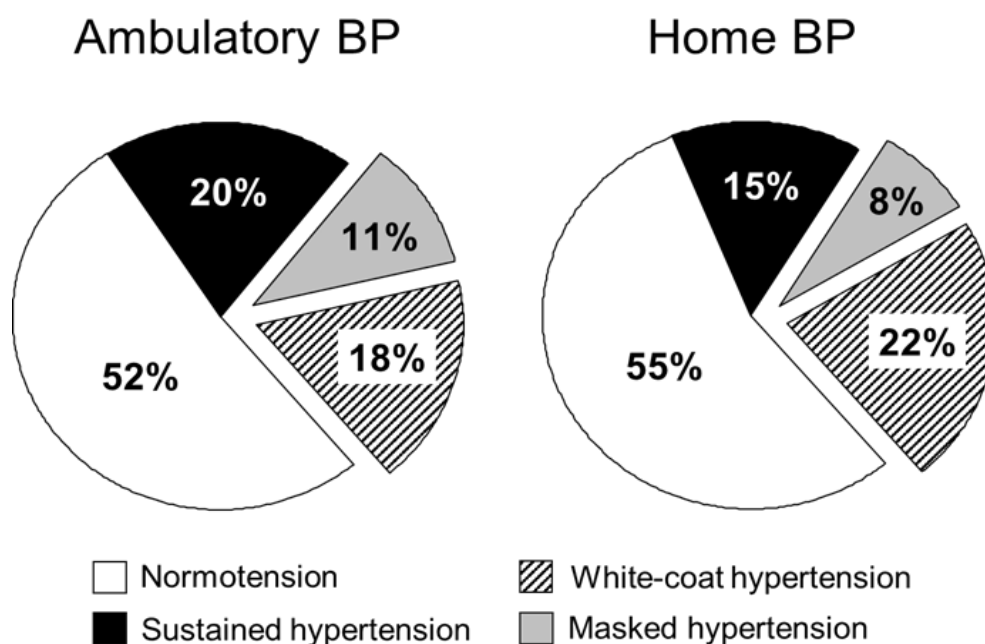 Ambulatory BP
Home BP
20%
11%
18%
52%
15%
8%
22%
55%
Normotension
White-coat hypertension
Sustained hypertension
Masked hypertension